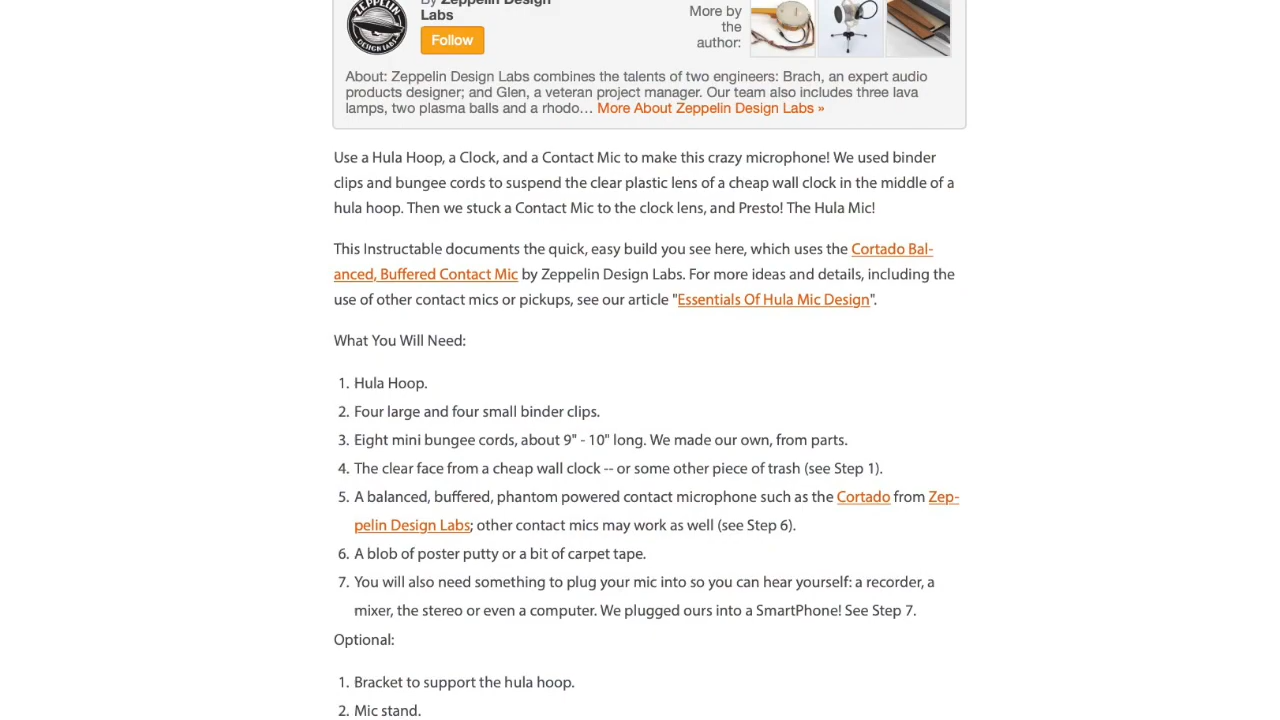 By Zeppelin Design
Labs
Follow
More by
the
author:
ZEPPELIN
DESIGN LABS
About: Zeppelin Design Labs combines the talents of two engineers: Brach, an expert audio
products designer; and Glen, a veteran project manager. Our team also includes three lava
lamps, two plasma balls and a rhodo… More About Zeppelin Design Labs »
Use a Hula Hoop, a Clock, and a Contact Mic to make this crazy microphone! We used binder
clips and bungee cords to suspend the clear plastic lens of a cheap wall clock in the middle of a
hula hoop. Then we stuck a Contact Mic to the clock lens, and Presto! The Hula Mic!
This Instructable documents the quick, easy build you see here, which uses the Cortado Bal-
anced, Buffered Contact Mic by Zeppelin Design Labs. For more ideas and details, including the
use of other contact mics or pickups, see our article "Essentials Of Hula Mic Design".
What You Will Need:
1. Hula Hoop.
2. Four large and four small binder clips.
3. Eight mini bungee cords, about 9" - 10" long. We made our own, from parts.
4. The clear face from a cheap wall clock -- or some other piece of trash (see Step 1).
5. A balanced, buffered, phantom powered contact microphone such as the Cortado from Zep-
pelin Design Labs; other contact mics may work as well (see Step 6).
6. A blob of poster putty or a bit of carpet tape.
7. You will also need something to plug your mic into so you can hear yourself: a recorder, a
mixer, the stereo or even a computer. We plugged ours into a SmartPhone! See Step 7.
Optional:
1. Bracket to support the hula hoop.
2. Mic stand.